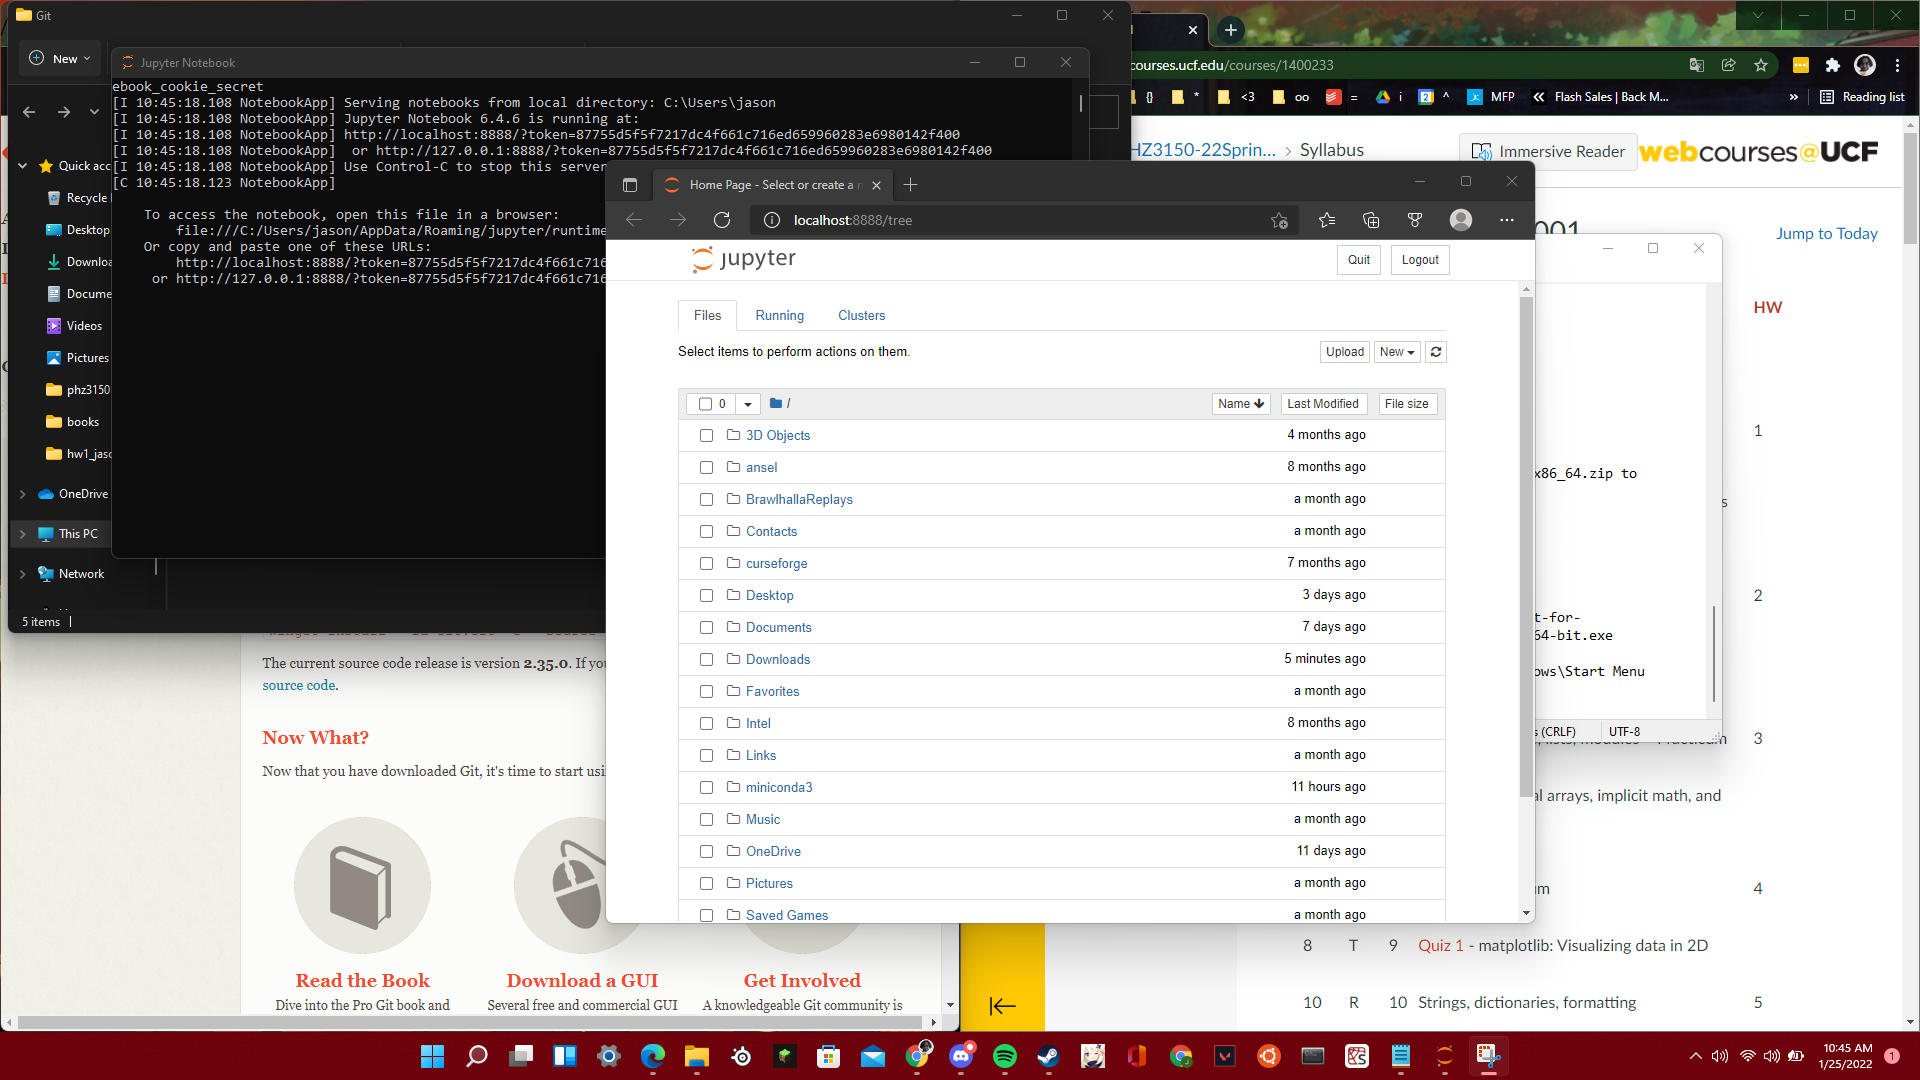 Git
New
Quick acc
Recycle
Desktop
Downlo
Docume
Videos
Pictures
phz3150
books
hw1_jaso
OneDrive
This PC
Network
5 items
Jupyter Notebook
ebook_cookie_secret
[I 10:45:18.108 NotebookApp] Serving notebooks from local directory: C:\Users\jason
[I 10:45:18.108 NotebookApp] Jupyter Notebook 6.4.6 is running at:
[I 10:45:18.108 NotebookApp] http://localhost:8888/?token=87755d5f5f7217dc4f661c716ed659960283e6980142f400
[I 10:45:18.108 NotebookApp]  or http://127.0.0.1:8888/?token=87755d5f5f7217dc4f661c716ed659960283e6980142f400
[I 10:45:18.108 NotebookApp] Use Control-C to stop this server
[C 10:45:18.123 NotebookApp]
To access the notebook, open this file in a browser:
file:///C:/Users/jason/AppData/Roaming/jupyter/runtime
Or copy and paste one of these URLs:
http://localhost:8888/?token=87755d5f5f7217dc4f661c716
or http://127.0.0.1:8888/?token=87755d5f5f7217dc4f661c716
Home Page - Select or create a n
localhost:8888/tree
jupyter
Quit
Logout
Files
Running
Clusters
Select items to perform actions on them.
Upload
New
0
/
Name
Last Modified
File size
3D Objects 4 months ago
ansel 8 months ago
BrawlhallaReplays a month ago
Contacts a month ago
curseforge 7 months ago
Desktop 3 days ago
Documents 7 days ago
Downloads 5 minutes ago
Favorites a month ago
Intel 8 months ago
Links a month ago
miniconda3 11 hours ago
Music a month ago
OneDrive 11 days ago
Pictures a month ago
Saved Games a month ago
The current source code release is version 2.35.0. If you
source code.
Now What?
Now that you have downloaded Git, it's time to start usi
Read the Book
Dive into the Pro Git book and
Download a GUI
Several free and commercial GUI
Get Involved
A knowledgeable Git community is
courses.ucf.edu/courses/1400233
{} * <3 oo = i ^ MFP Flash Sales | Back M... » Reading list
HZ3150-22Sprin... > Syllabus
Immersive Reader
webcourses@UCF
001
Jump to Today
HW
1
x86_64.zip to
s
2
t-for-
64-bit.exe
ows\Start Menu
s (CRLF)
UTF-8
3
al arrays, implicit math, and
um 4
8 T 9 Quiz 1 - matplotlib: Visualizing data in 2D
10 R 10 Strings, dictionaries, formatting 5
10:45 AM
1/25/2022
1